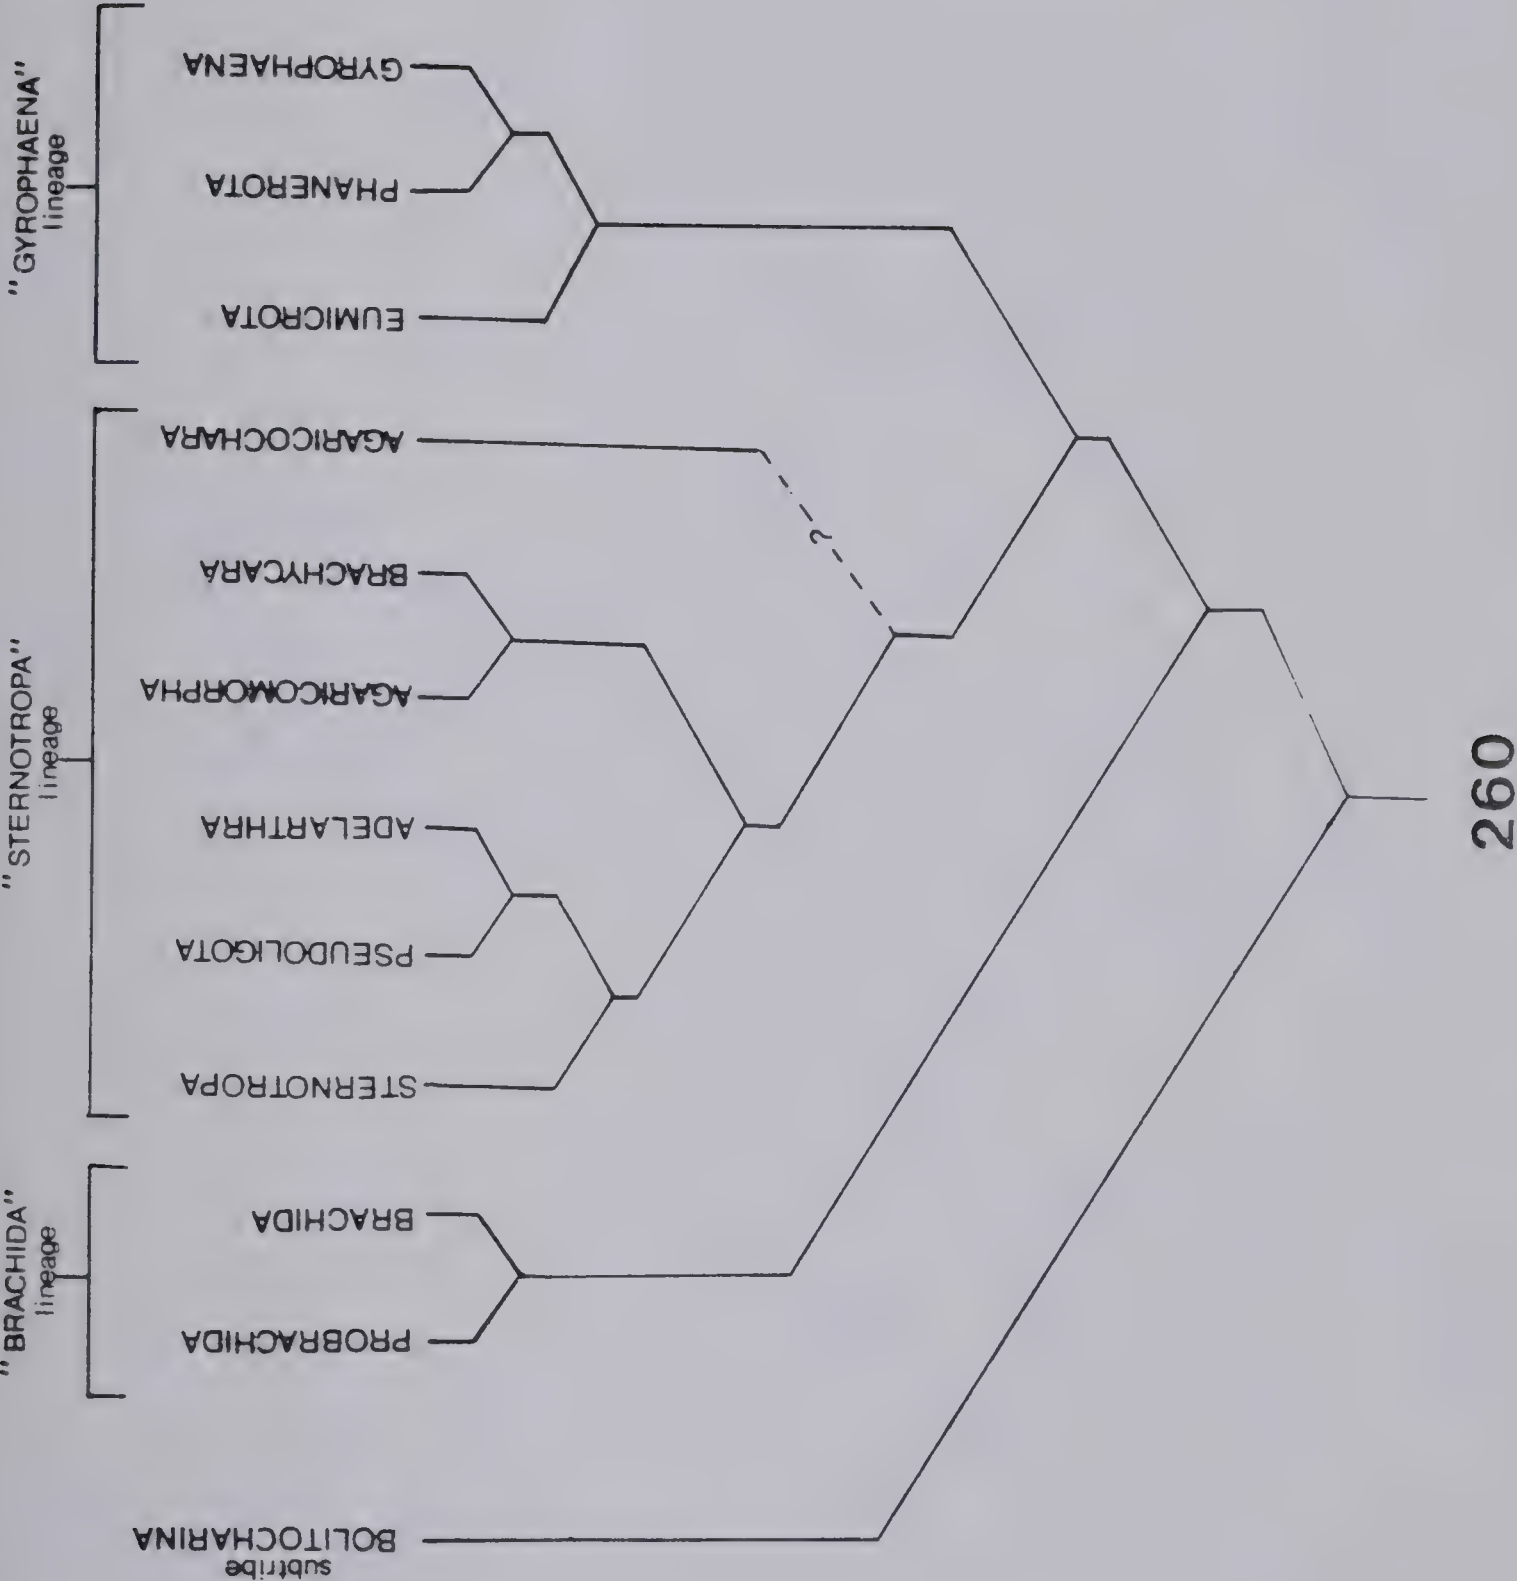 "GYROPHAENA"
lineage
GYROPHAENA
PHANEROTA
EUMICROTA
"STERNOTROPA"
lineage
AGARICOCHARA
?
BRACHYCARA
AGARICOMORPHA
ADELARTHRA
PSEUDOLIGOTA
STERNOTROPA
"BRACHIDA"
lineage
BRACHIDA
PROBRACHIDA
subtribe
BOLITOCHARINA
260